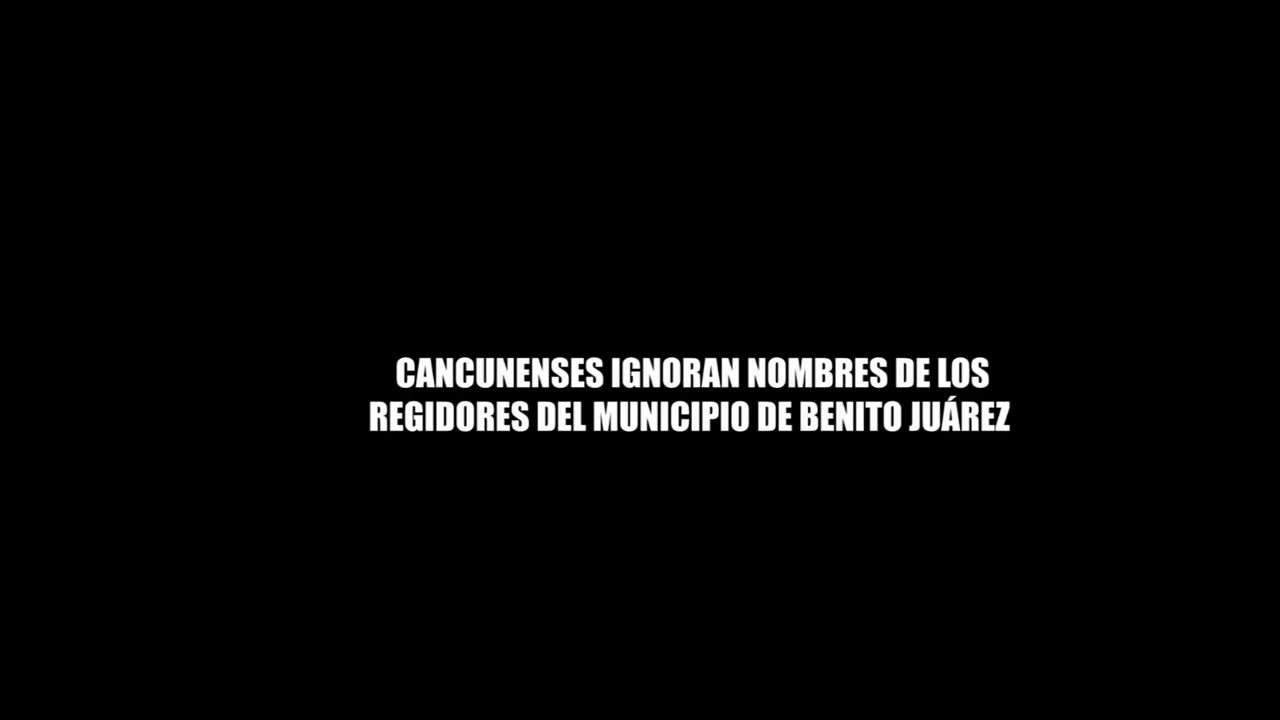 CANCUNENSES IGNORAN NOMBRES DE LOS
REGIDORES DEL MUNICIPIO DE BENITO JUÁREZ